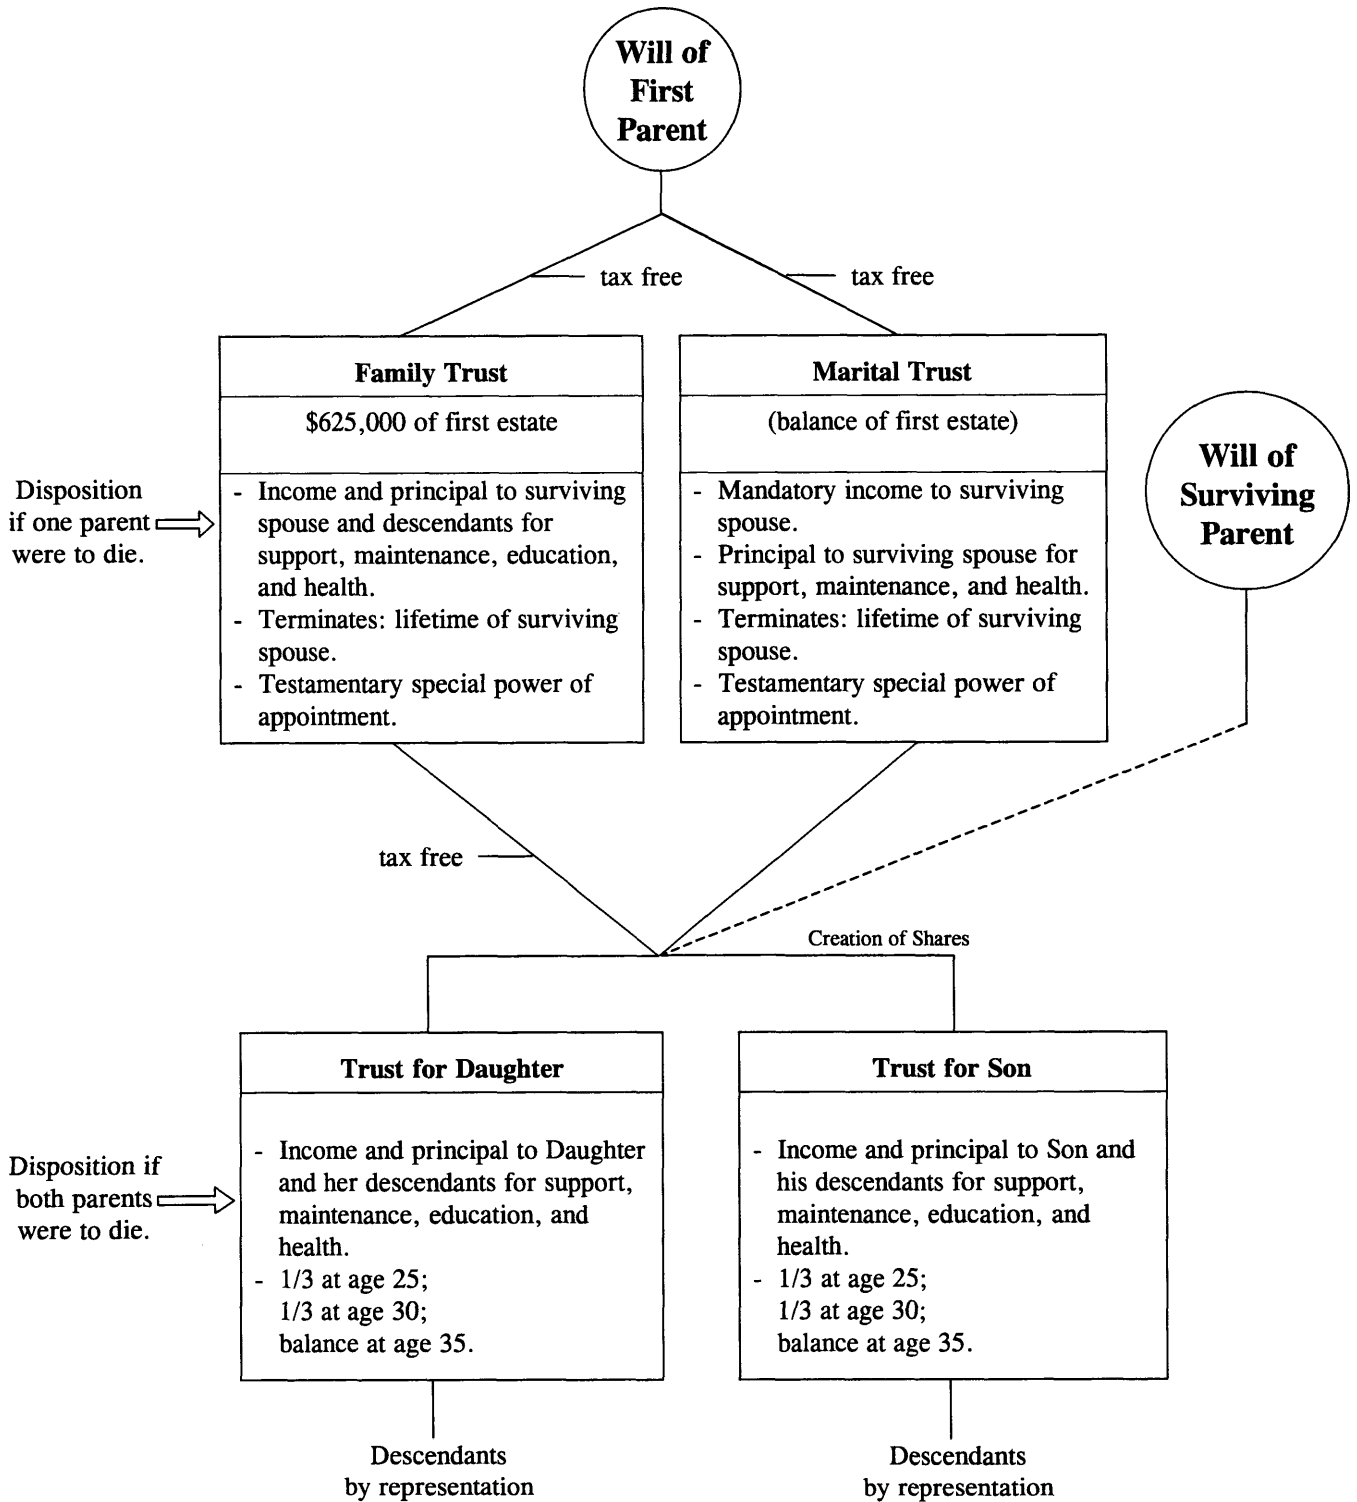 Will of
First
Parent
tax free
tax free
Family Trust
$625,000 of first estate
- Income and principal to surviving
spouse and descendants for
support, maintenance, education,
and health.
- Terminates: lifetime of surviving
spouse.
- Testamentary special power of
appointment.
Marital Trust
(balance of first estate)
- Mandatory income to surviving
spouse.
- Principal to surviving spouse for
support, maintenance, and health.
- Terminates: lifetime of surviving
spouse.
- Testamentary special power of
appointment.
Will of
Surviving
Parent
Disposition
if one parent
were to die.
tax free
Creation of Shares
Trust for Daughter
- Income and principal to Daughter
and her descendants for support,
maintenance, education, and
health.
- 1/3 at age 25;
1/3 at age 30;
balance at age 35.
Trust for Son
- Income and principal to Son and
his descendants for support,
maintenance, education, and
health.
- 1/3 at age 25;
1/3 at age 30;
balance at age 35.
Disposition if
both parents
were to die.
Descendants
by representation
Descendants
by representation